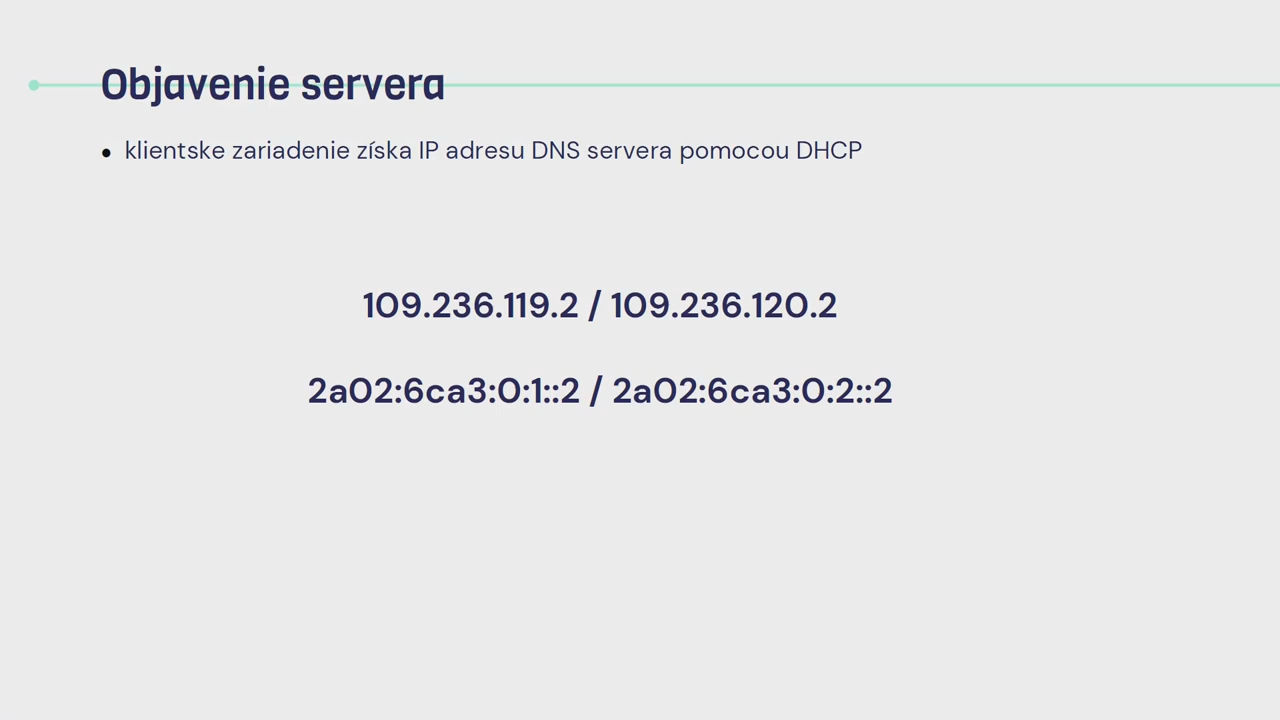 Objavenie servera
• klientske zariadenie získa IP adresu DNS servera pomocou DHCP
109.236.119.2 / 109.236.120.2
2a02:6ca3:0:1::2 / 2a02:6ca3:0:2::2